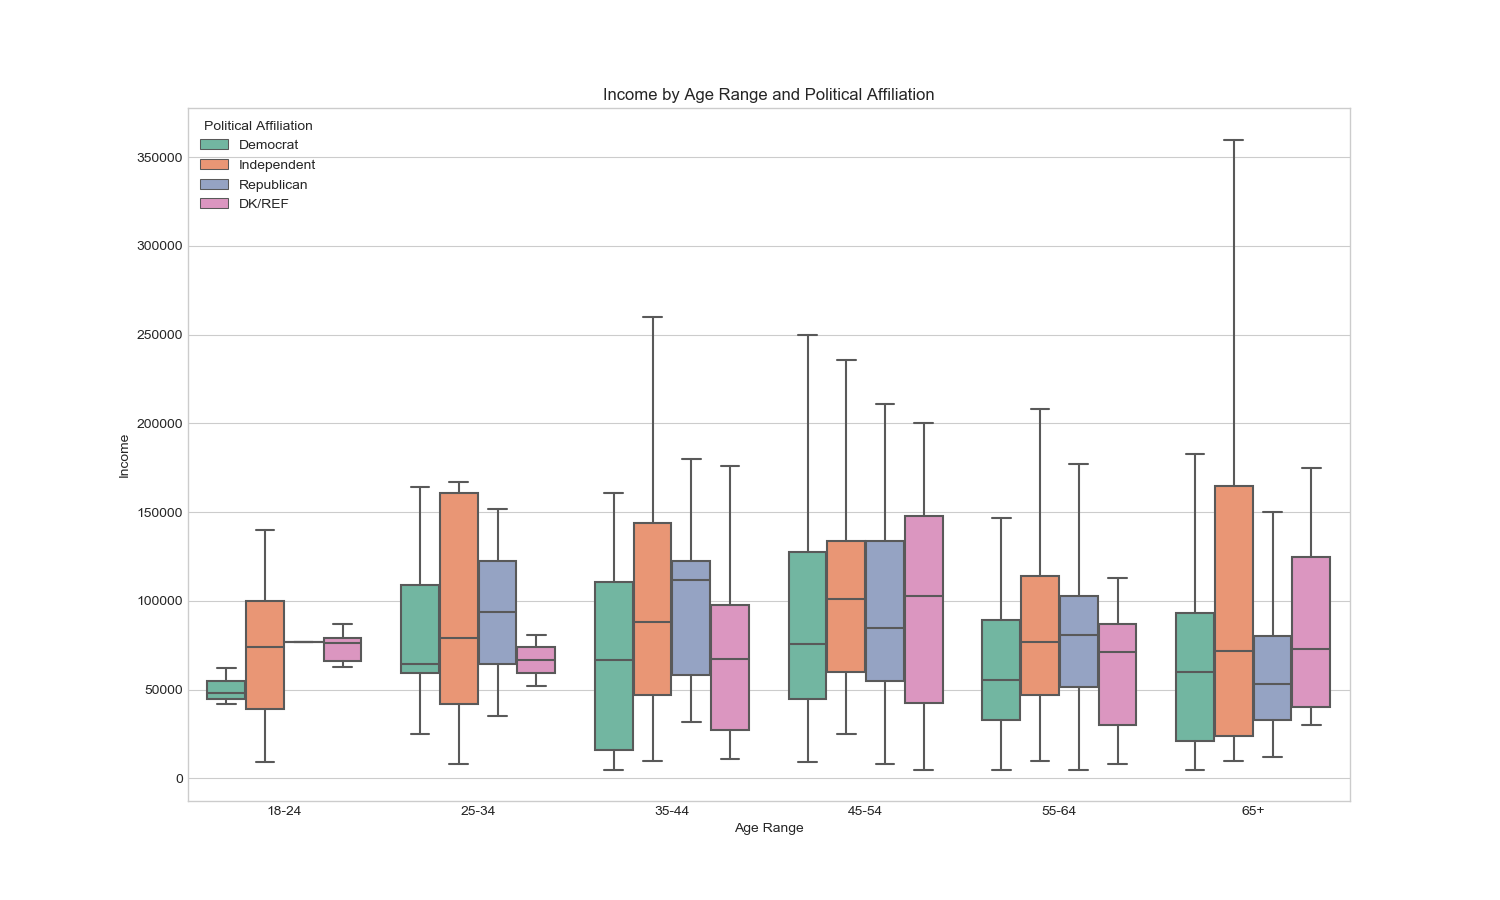 Income by Age Range and Political Affiliation
Political Affiliation
Democrat
Independent
Republican
DK/REF
350000
300000
250000
200000
150000
100000
50000
0
Income
18-24
25-34
35-44
45-54
55-64
65+
Age Range